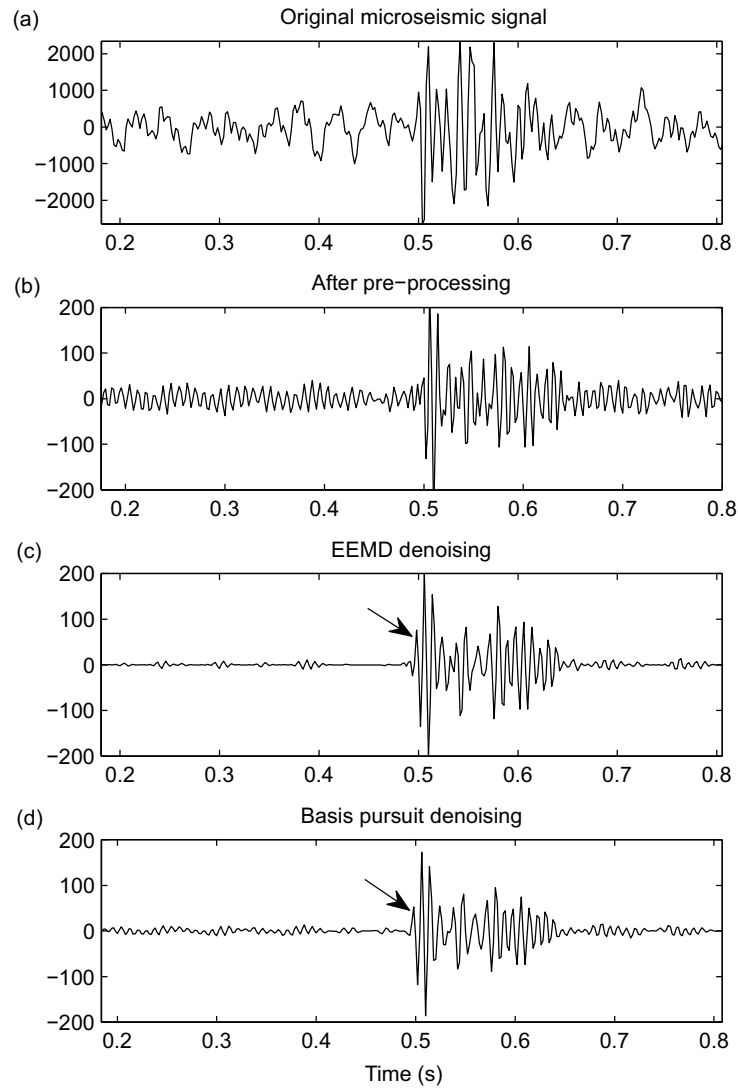 (a) Original microseismic signal
2000
1000
0
−1000
−2000
0.2 0.3 0.4 0.5 0.6 0.7 0.8
(b) After pre−processing
200
100
0
−100
−200
0.2 0.3 0.4 0.5 0.6 0.7 0.8
(c) EEMD denoising
200
100
0
−100
−200
0.2 0.3 0.4 0.5 0.6 0.7 0.8
(d) Basis pursuit denoising
200
100
0
−100
−200
0.2 0.3 0.4 0.5 0.6 0.7 0.8
Time (s)